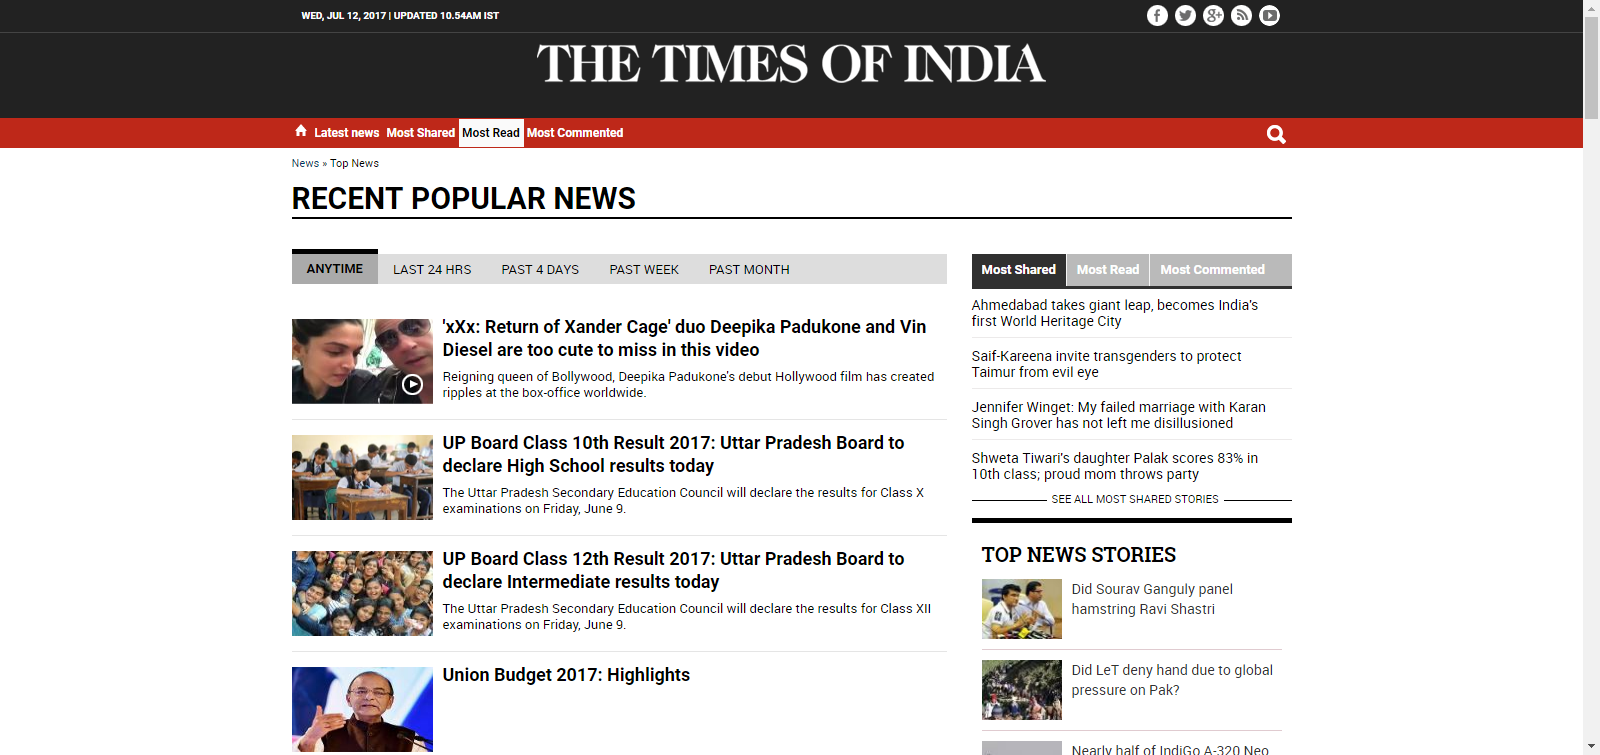 WED, JUL 12, 2017 | UPDATED 10.54AM IST
THE TIMES OF INDIA
Latest news Most Shared Most Read Most Commented
News » Top News
RECENT POPULAR NEWS
ANYTIME LAST 24 HRS PAST 4 DAYS PAST WEEK PAST MONTH
'xXx: Return of Xander Cage' duo Deepika Padukone and Vin
Diesel are too cute to miss in this video
Reigning queen of Bollywood, Deepika Padukone's debut Hollywood film has created
ripples at the box-office worldwide.
UP Board Class 10th Result 2017: Uttar Pradesh Board to
declare High School results today
The Uttar Pradesh Secondary Education Council will declare the results for Class X
examinations on Friday, June 9.
UP Board Class 12th Result 2017: Uttar Pradesh Board to
declare Intermediate results today
The Uttar Pradesh Secondary Education Council will declare the results for Class XII
examinations on Friday, June 9.
Union Budget 2017: Highlights
Most Shared Most Read Most Commented
Ahmedabad takes giant leap, becomes India's
first World Heritage City
Saif-Kareena invite transgenders to protect
Taimur from evil eye
Jennifer Winget: My failed marriage with Karan
Singh Grover has not left me disillusioned
Shweta Tiwari's daughter Palak scores 83% in
10th class; proud mom throws party
SEE ALL MOST SHARED STORIES
TOP NEWS STORIES
Did Sourav Ganguly panel
hamstring Ravi Shastri
Did LeT deny hand due to global
pressure on Pak?
Nearly half of IndiGo A-320 Neo